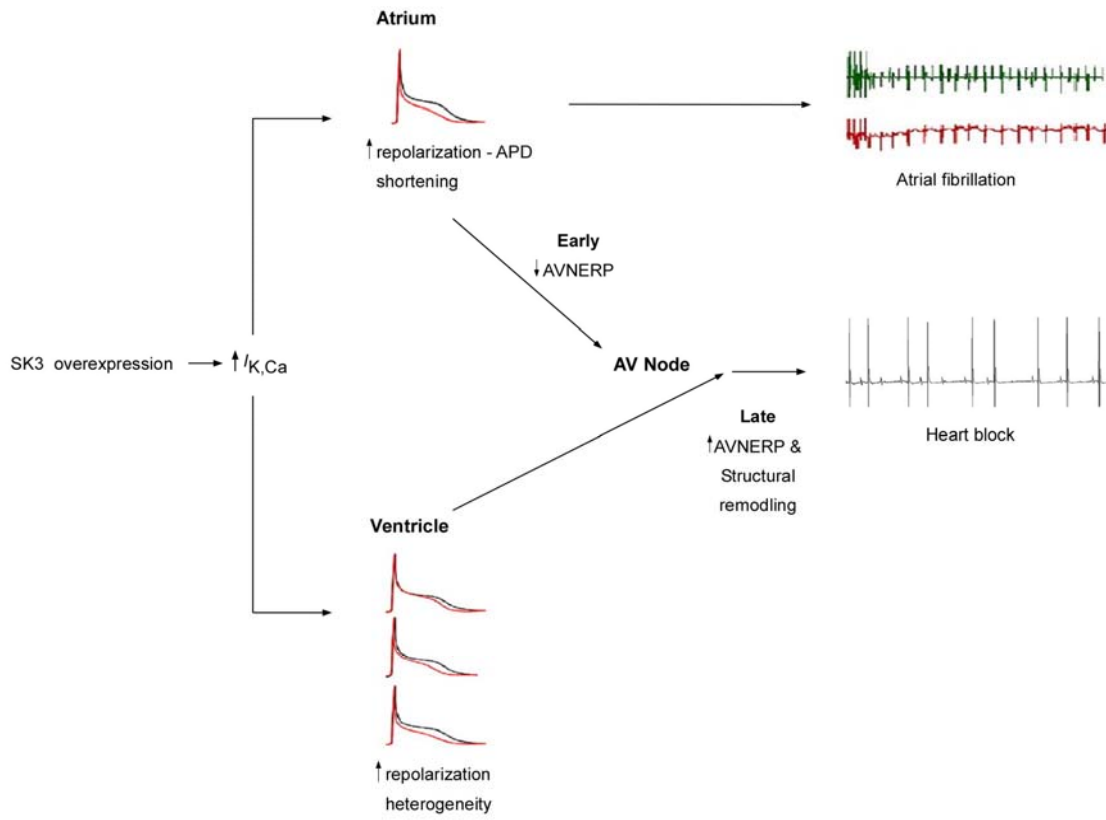 Atrium
↑ repolarization - APD
shortening
Atrial fibrillation
Early
↓ AVNERP
SK3 overexpression → ↑ IK,Ca
AV Node
Late
↑AVNERP &
Structural
remodling
Heart block
Ventricle
↑ repolarization
heterogeneity